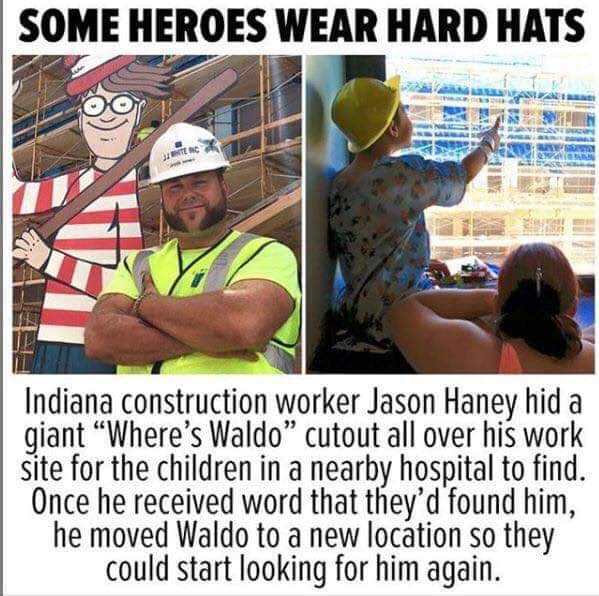 SOME HEROES WEAR HARD HATS
J.J. WHITE INC
Indiana construction worker Jason Haney hid a
giant “Where’s Waldo” cutout all over his work
site for the children in a nearby hospital to find.
Once he received word that they’d found him,
he moved Waldo to a new location so they
could start looking for him again.